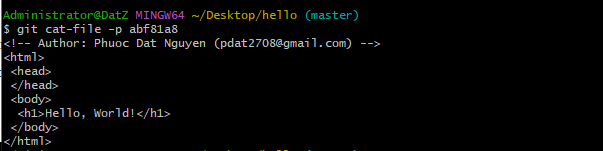 Administrator@DatZ MINGW64 ~/Desktop/hello (master)
$ git cat-file -p abf81a8
<!-- Author: Phuoc Dat Nguyen (pdat2708@gmail.com) -->
<html>
 <head>
 </head>
 <body>
  <h1>Hello, World!</h1>
 </body>
</html>